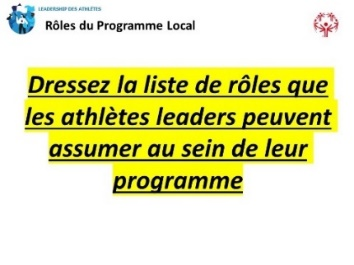 LEADERSHIP DES ATHLÈTES
Rôles du Programme Local
Dressez la liste de rôles que
les athlètes leaders peuvent
assumer au sein de leur
programme